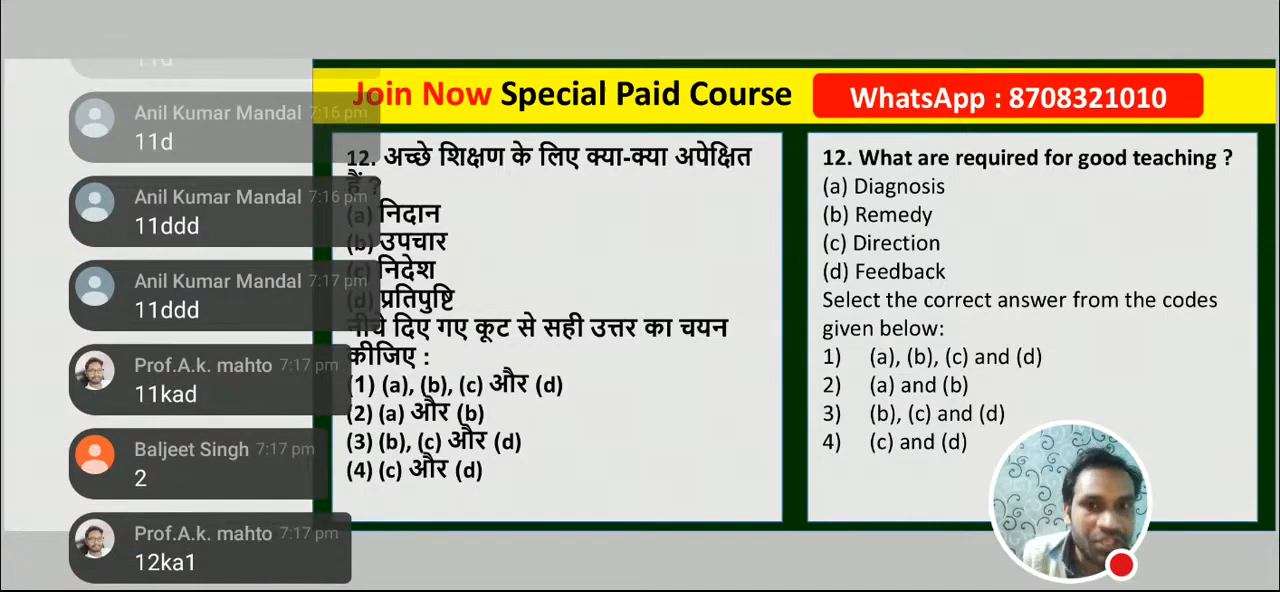 11d
Anil Kumar Mandal 7:16 pm
11d
Anil Kumar Mandal 7:16 pm
11ddd
Anil Kumar Mandal 7:17 pm
11ddd
Prof.A.k. mahto 7:17 pm
11kad
Baljeet Singh 7:17 pm
2
Prof.A.k. mahto 7:17 pm
12ka1
Join Now Special Paid Course
WhatsApp : 8708321010
12. अच्छे शिक्षण के लिए क्या-क्या अपेक्षित
हैं ?
(a) निदान
(b) उपचार
(c) निदेश
(d) प्रतिपुष्टि
नीचे दिए गए कूट से सही उत्तर का चयन
कीजिए :
(1) (a), (b), (c) और (d)
(2) (a) और (b)
(3) (b), (c) और (d)
(4) (c) और (d)
12. What are required for good teaching ?
(a) Diagnosis
(b) Remedy
(c) Direction
(d) Feedback
Select the correct answer from the codes
given below:
1) (a), (b), (c) and (d)
2) (a) and (b)
3) (b), (c) and (d)
4) (c) and (d)